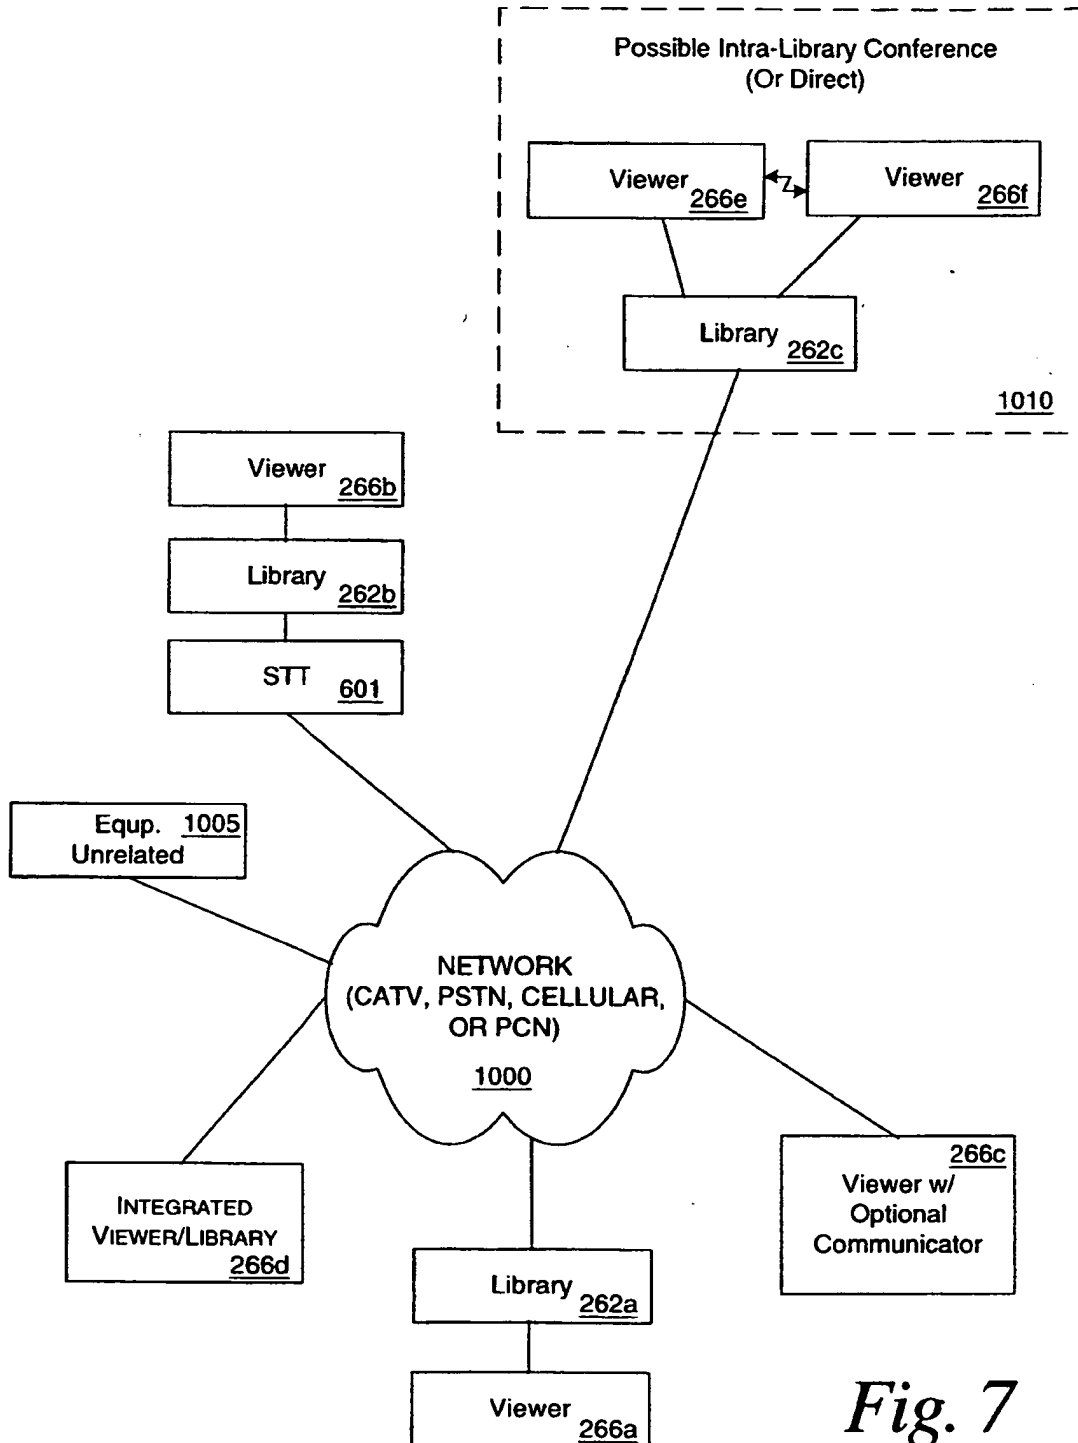 Possible Intra-Library Conference
(Or Direct)
Viewer
266e
Viewer
266f
Library
262c
1010
Viewer
266b
Library
262b
STT
601
Equp. 1005
Unrelated
NETWORK
(CATV, PSTN, CELLULAR,
OR PCN)
1000
INTEGRATED
VIEWER/LIBRARY
266d
266c
Viewer w/
Optional
Communicator
Library
262a
Viewer
266a
Fig. 7